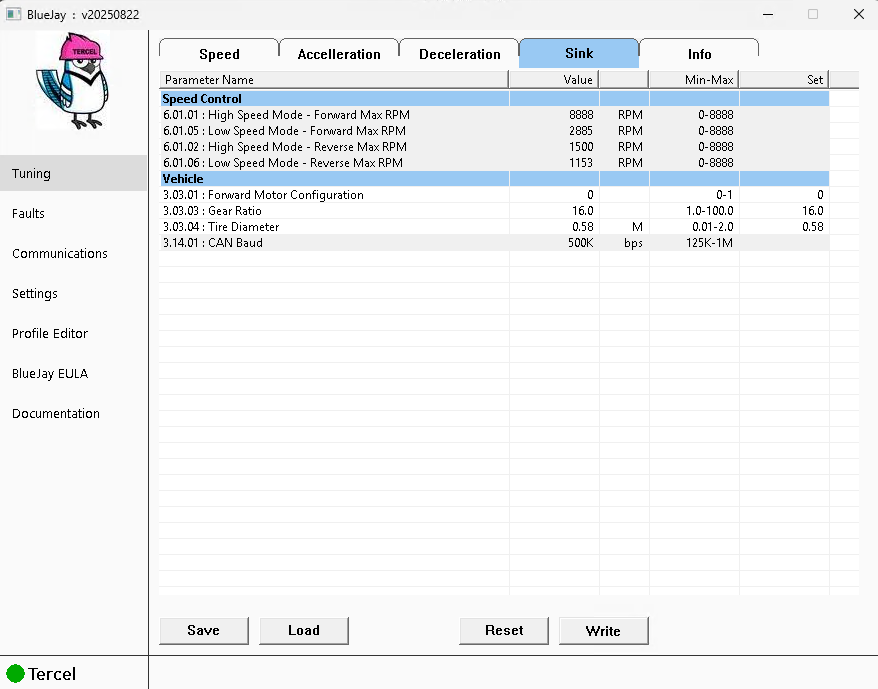 BlueJay : v20250822
TERCEL
Speed Accelleration Deceleration Sink Info
Parameter Name Value Min-Max Set
Speed Control
6.01.01 : High Speed Mode - Forward Max RPM 8888 RPM 0-8888
6.01.05 : Low Speed Mode - Forward Max RPM 2885 RPM 0-8888
6.01.02 : High Speed Mode - Reverse Max RPM 1500 RPM 0-8888
6.01.06 : Low Speed Mode - Reverse Max RPM 1153 RPM 0-8888
Vehicle
3.03.01 : Forward Motor Configuration 0 0-1 0
3.03.03 : Gear Ratio 16.0 1.0-100.0 16.0
3.03.04 : Tire Diameter 0.58 M 0.01-2.0 0.58
3.14.01 : CAN Baud 500K bps 125K-1M
Tuning
Faults
Communications
Settings
Profile Editor
BlueJay EULA
Documentation
Save Load Reset Write
Tercel